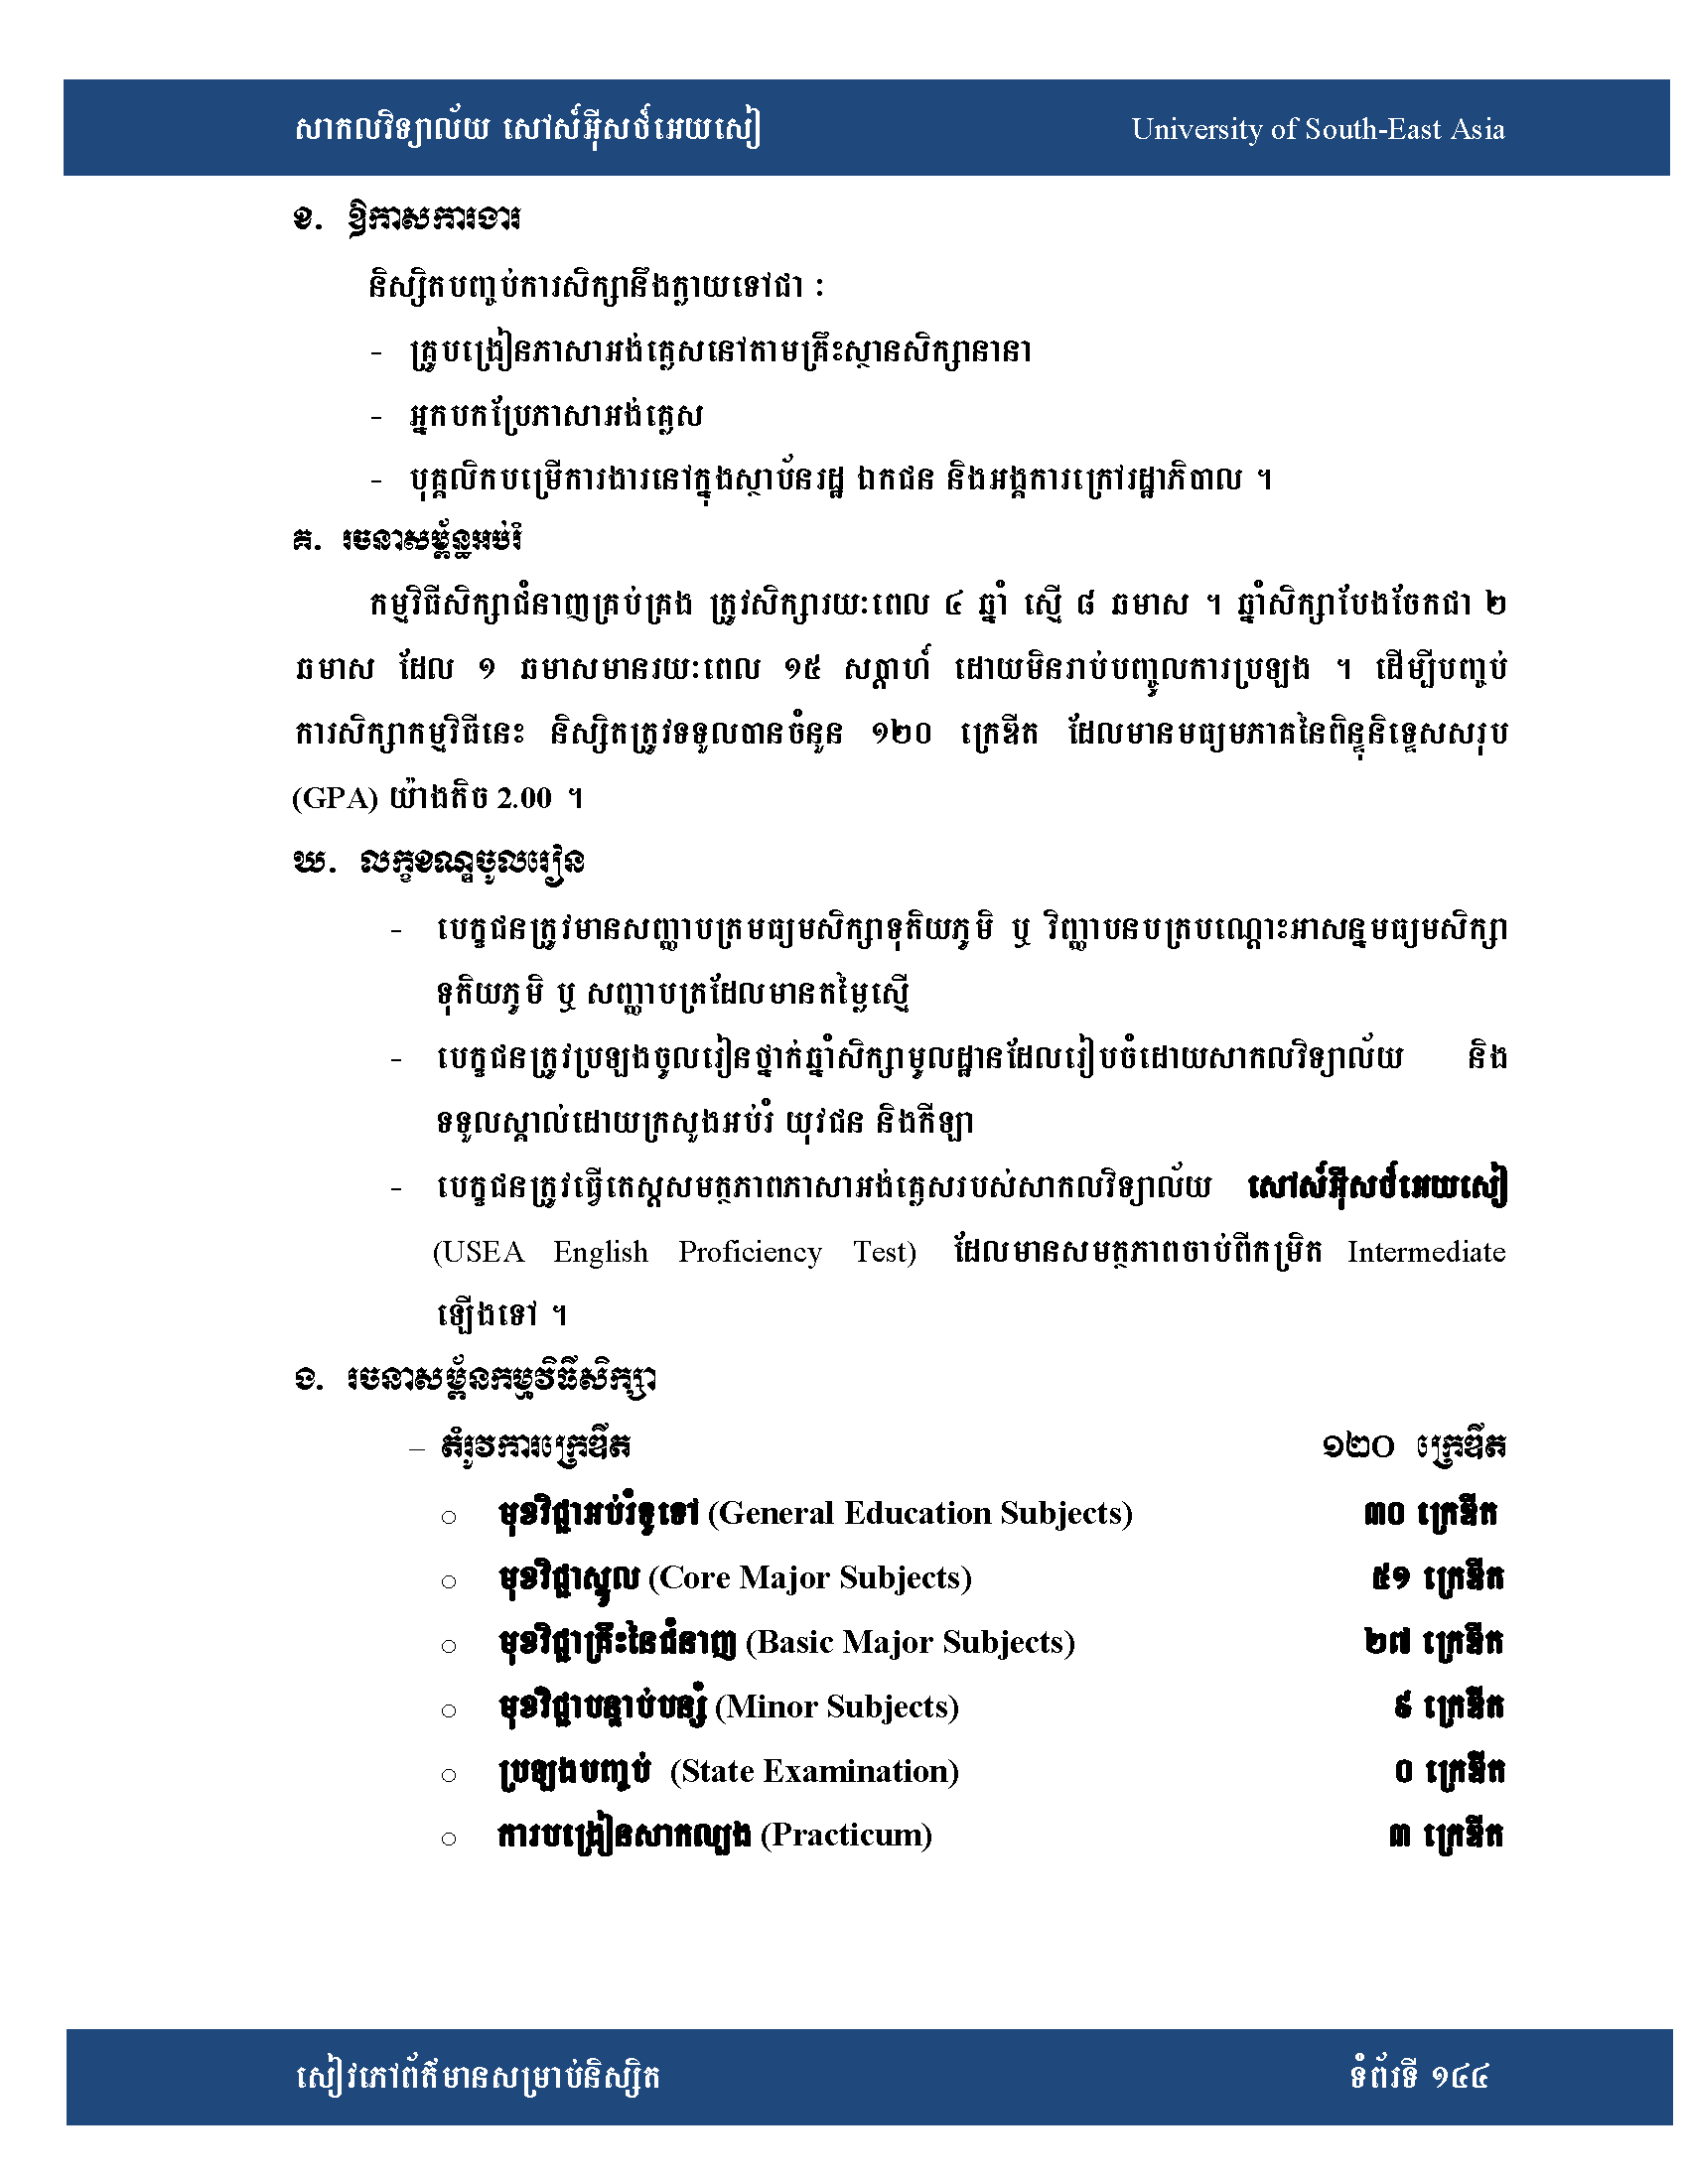 សាកលវិទ្យាល័យ សៅស៍អ៊ីសថ៍អេយសៀ University of South-East Asia
ខ. ឱកាសការងារ
និស្សិតបញ្ចប់ការសិក្សានឹងក្លាយទៅជា ៖
- គ្រូបង្រៀនភាសាអង់គ្លេសនៅតាមគ្រឹះស្ថានសិក្សានានា
- អ្នកបកប្រែភាសាអង់គ្លេស
- បុគ្គលិកបម្រើការងារនៅក្នុងស្ថាប័នរដ្ឋ ឯកជន និងអង្គការក្រៅរដ្ឋាភិបាល ។
គ. រចនាសម្ព័ន្ធអប់រំ
កម្មវិធីសិក្សាជំនាញគ្រប់គ្រង ត្រូវសិក្សារយៈពេល ៤ ឆ្នាំ ស្មើ ៨ ឆមាស ។ ឆ្នាំសិក្សាបែងចែកជា ២
ឆមាស ដែល ១ ឆមាសមានរយៈពេល ១៥ សប្តាហ៍ ដោយមិនរាប់បញ្ចូលការប្រឡង ។ ដើម្បីបញ្ចប់
ការសិក្សាកម្មវិធីនេះ និស្សិតត្រូវទទួលបានចំនួន ១២០ ក្រេឌីត ដែលមានមធ្យមភាគនៃពិន្ទុនិទ្ទេសសរុប
(GPA) យ៉ាងតិច 2.00 ។
ឃ. លក្ខខណ្ឌចូលរៀន
- បេក្ខជនត្រូវមានសញ្ញាបត្រមធ្យមសិក្សាទុតិយភូមិ ឬ វិញ្ញាបនបត្របណ្តោះអាសន្នមធ្យមសិក្សា
ទុតិយភូមិ ឬ សញ្ញាបត្រដែលមានតម្លៃស្មើ
- បេក្ខជនត្រូវប្រឡងចូលរៀនថ្នាក់ឆ្នាំសិក្សាមូលដ្ឋានដែលរៀបចំដោយសាកលវិទ្យាល័យ និង
ទទួលស្គាល់ដោយក្រសួងអប់រំ យុវជន និងកីឡា
- បេក្ខជនត្រូវធ្វើតេស្តសមត្ថភាពភាសាអង់គ្លេសរបស់សាកលវិទ្យាល័យ សៅស៍អ៊ីសថ៍អេយសៀ
(USEA English Proficiency Test) ដែលមានសមត្ថភាពចាប់ពីកម្រិត Intermediate
ឡើងទៅ ។
ង. រចនាសម្ព័ន្ធកម្មវិធីសិក្សា
– តំរូវការក្រេឌីត ១២០ ក្រេឌីត
○ មុខវិជ្ជាអប់រំទូទៅ (General Education Subjects) ៣០ ក្រេឌីត
○ មុខវិជ្ជាស្នូល (Core Major Subjects) ៥១ ក្រេឌីត
○ មុខវិជ្ជាគ្រឹះនៃជំនាញ (Basic Major Subjects) ២៧ ក្រេឌីត
○ មុខវិជ្ជាបន្ទាប់បន្សំ (Minor Subjects) ៩ ក្រេឌីត
○ ប្រឡងបញ្ចប់ (State Examination) ០ ក្រេឌីត
○ ការបង្រៀនសាកល្បង (Practicum) ៣ ក្រេឌីត
សៀវភៅព័ត៌មានសម្រាប់និស្សិត ទំព័រទី ១៤៤